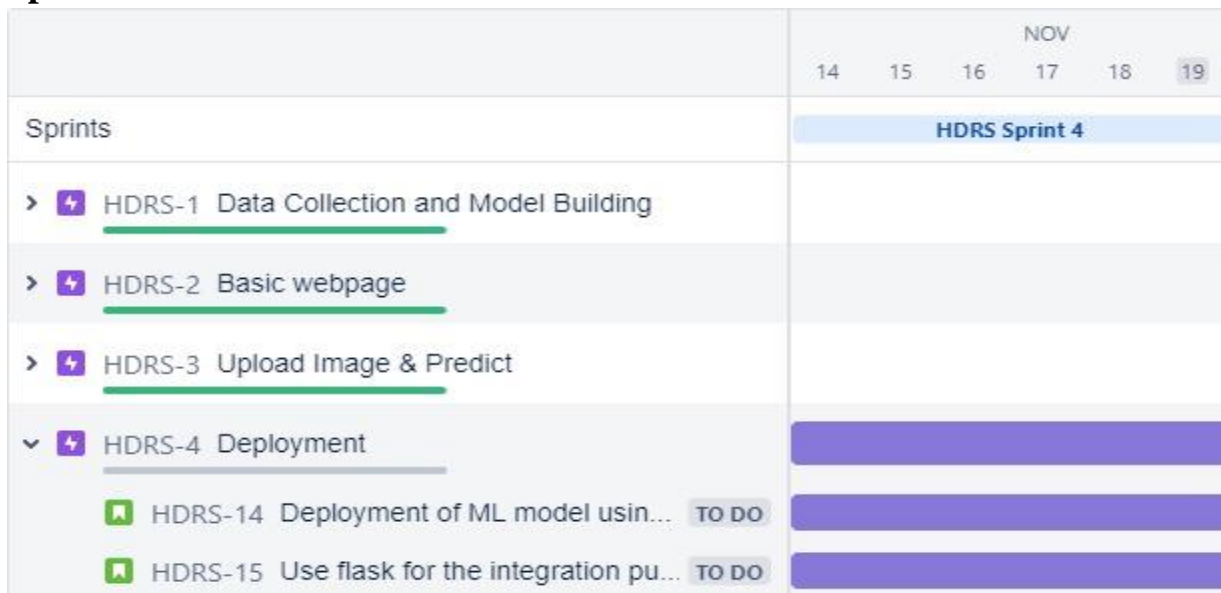 NOV
14 15 16 17 18 19
Sprints HDRS Sprint 4
HDRS-1 Data Collection and Model Building
HDRS-2 Basic webpage
HDRS-3 Upload Image & Predict
HDRS-4 Deployment
HDRS-14 Deployment of ML model usin... TO DO
HDRS-15 Use flask for the integration pu... TO DO